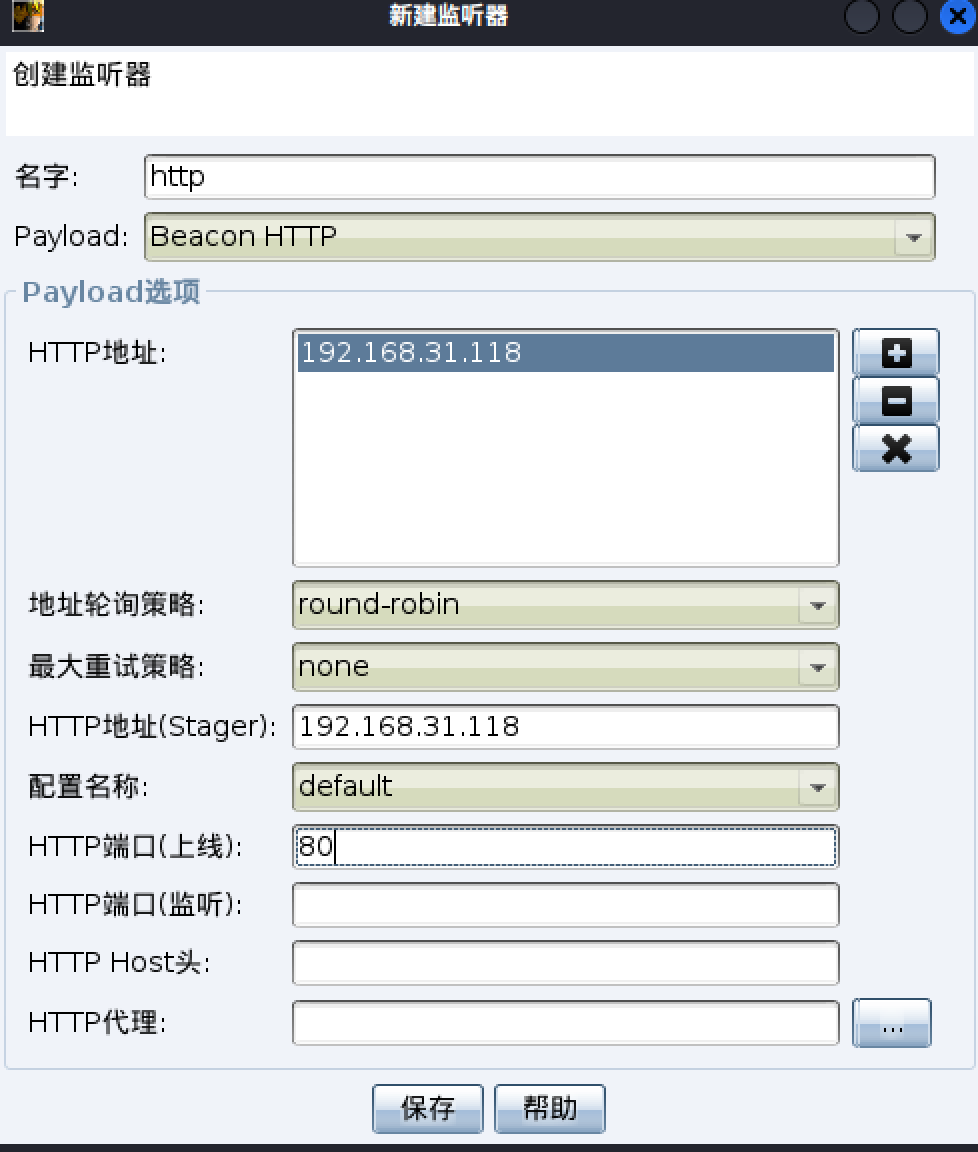 新建监听器
创建监听器
名字: http
Payload: Beacon HTTP
Payload选项
HTTP地址: 192.168.31.118
地址轮询策略: round-robin
最大重试策略: none
HTTP地址(Stager): 192.168.31.118
配置名称: default
HTTP端口(上线): 80
HTTP端口(监听):
HTTP Host头:
HTTP代理: ...
保存 帮助